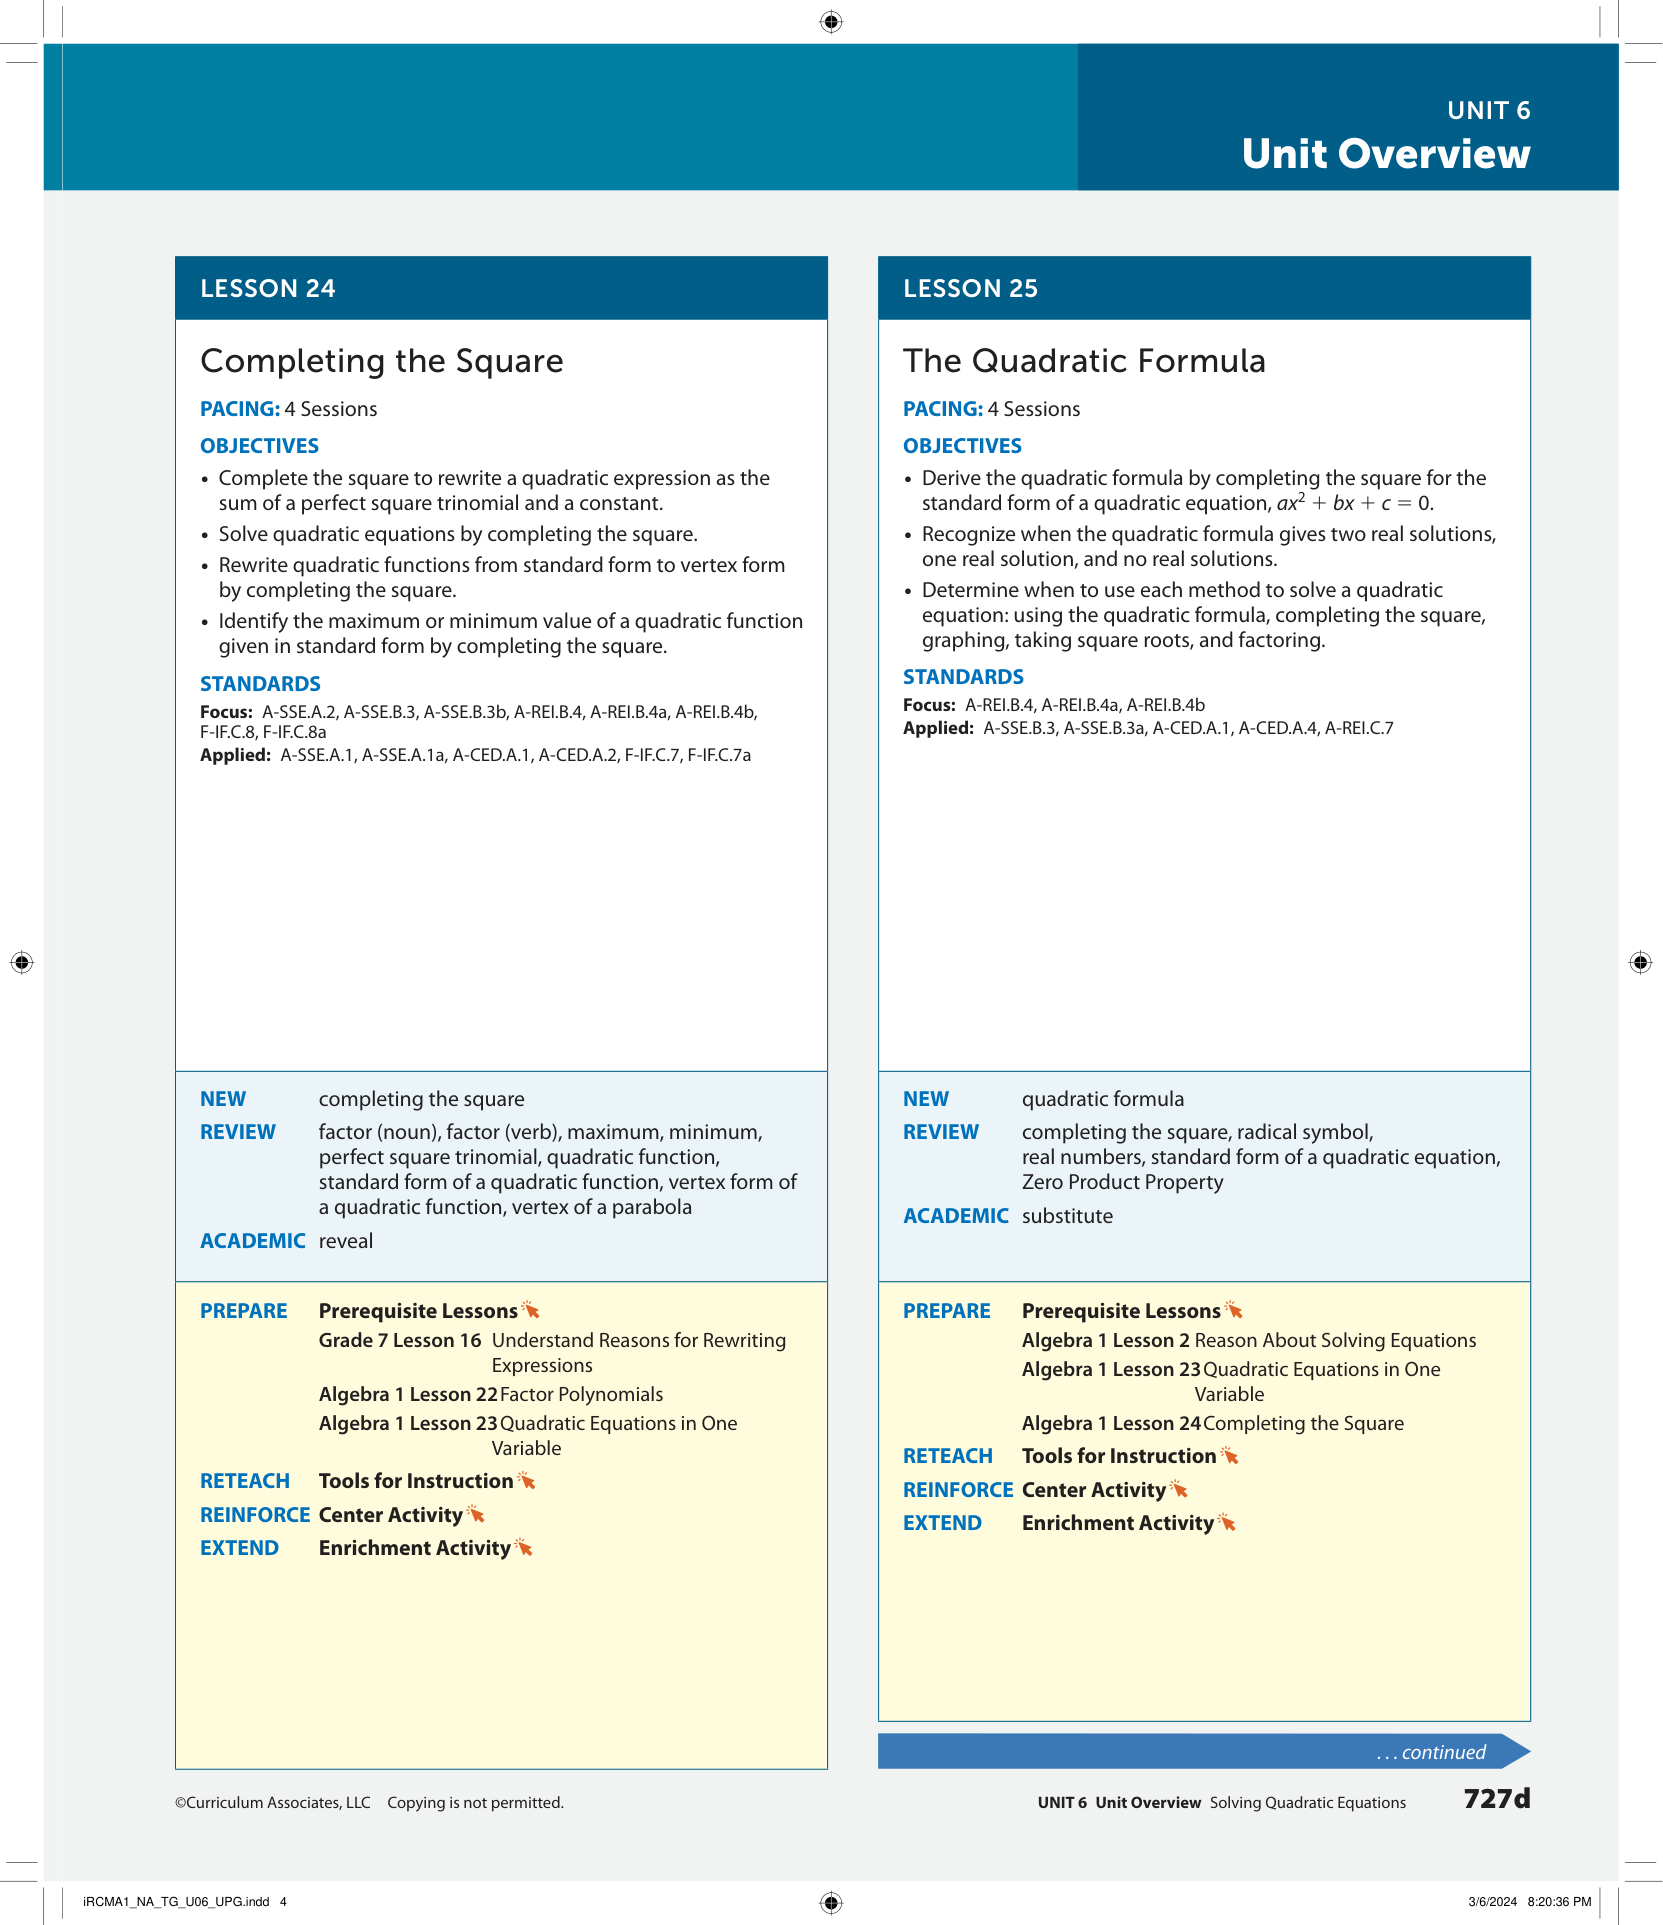 UNIT 6
Unit Overview
LESSON 24
Completing the Square
PACING: 4 Sessions
OBJECTIVES
• Complete the square to rewrite a quadratic expression as the
sum of a perfect square trinomial and a constant.
• Solve quadratic equations by completing the square.
• Rewrite quadratic functions from standard form to vertex form
by completing the square.
• Identify the maximum or minimum value of a quadratic function
given in standard form by completing the square.
STANDARDS
Focus: A-SSE.A.2, A-SSE.B.3, A-SSE.B.3b, A-REI.B.4, A-REI.B.4a, A-REI.B.4b,
F-IF.C.8, F-IF.C.8a
Applied: A-SSE.A.1, A-SSE.A.1a, A-CED.A.1, A-CED.A.2, F-IF.C.7, F-IF.C.7a
NEW completing the square
REVIEW factor (noun), factor (verb), maximum, minimum,
perfect square trinomial, quadratic function,
standard form of a quadratic function, vertex form of
a quadratic function, vertex of a parabola
ACADEMIC reveal
PREPARE Prerequisite Lessons
Grade 7 Lesson 16 Understand Reasons for Rewriting
Expressions
Algebra 1 Lesson 22 Factor Polynomials
Algebra 1 Lesson 23 Quadratic Equations in One
Variable
RETEACH Tools for Instruction
REINFORCE Center Activity
EXTEND Enrichment Activity
LESSON 25
The Quadratic Formula
PACING: 4 Sessions
OBJECTIVES
• Derive the quadratic formula by completing the square for the
standard form of a quadratic equation, ax² + bx + c = 0.
• Recognize when the quadratic formula gives two real solutions,
one real solution, and no real solutions.
• Determine when to use each method to solve a quadratic
equation: using the quadratic formula, completing the square,
graphing, taking square roots, and factoring.
STANDARDS
Focus: A-REI.B.4, A-REI.B.4a, A-REI.B.4b
Applied: A-SSE.B.3, A-SSE.B.3a, A-CED.A.1, A-CED.A.4, A-REI.C.7
NEW quadratic formula
REVIEW completing the square, radical symbol,
real numbers, standard form of a quadratic equation,
Zero Product Property
ACADEMIC substitute
PREPARE Prerequisite Lessons
Algebra 1 Lesson 2 Reason About Solving Equations
Algebra 1 Lesson 23 Quadratic Equations in One
Variable
Algebra 1 Lesson 24 Completing the Square
RETEACH Tools for Instruction
REINFORCE Center Activity
EXTEND Enrichment Activity
. . . continued
©Curriculum Associates, LLC Copying is not permitted.
UNIT 6 Unit Overview Solving Quadratic Equations 727d
iRCMA1_NA_TG_U06_UPG.indd 4
3/6/2024 8:20:36 PM